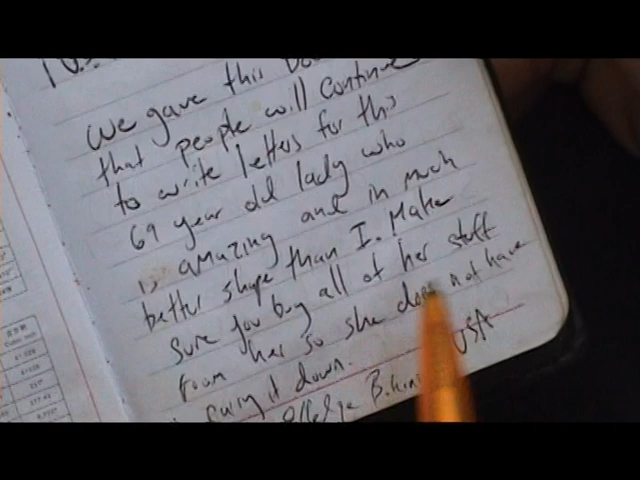 We gave this
that people will continue
to write letters for this
69 year old lady who
is amazing and in much
better shape than I. Make
sure you buy all of her stuff
from her so she does not have
it down.
USA